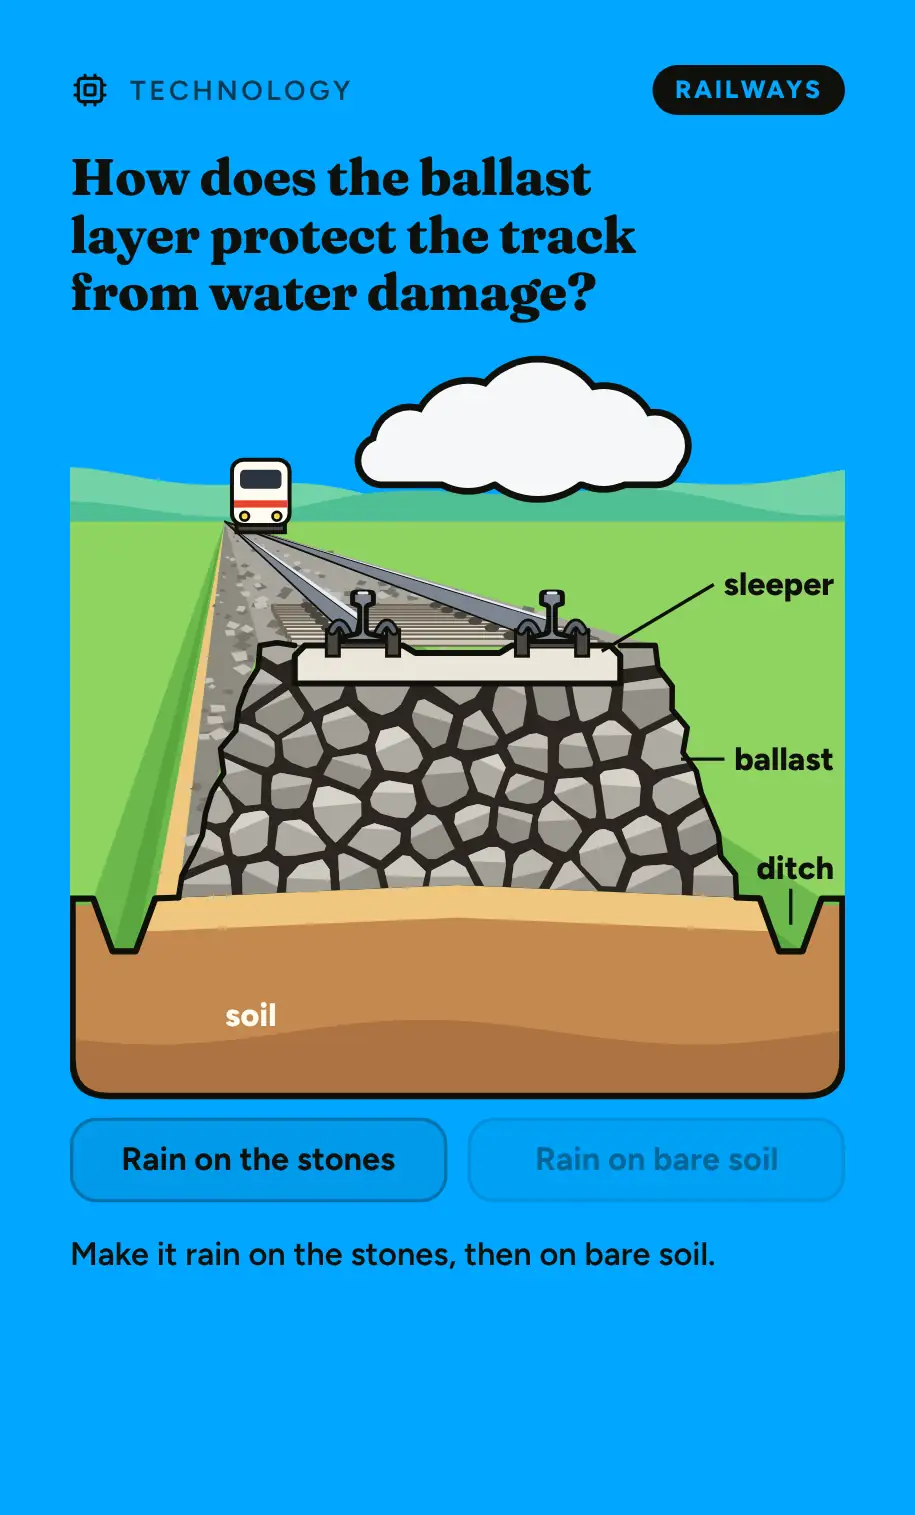 TECHNOLOGY
RAILWAYS
How does the ballast
layer protect the track
from water damage?
sleeper
ballast
ditch
soil
Rain on the stones
Rain on bare soil
Make it rain on the stones, then on bare soil.